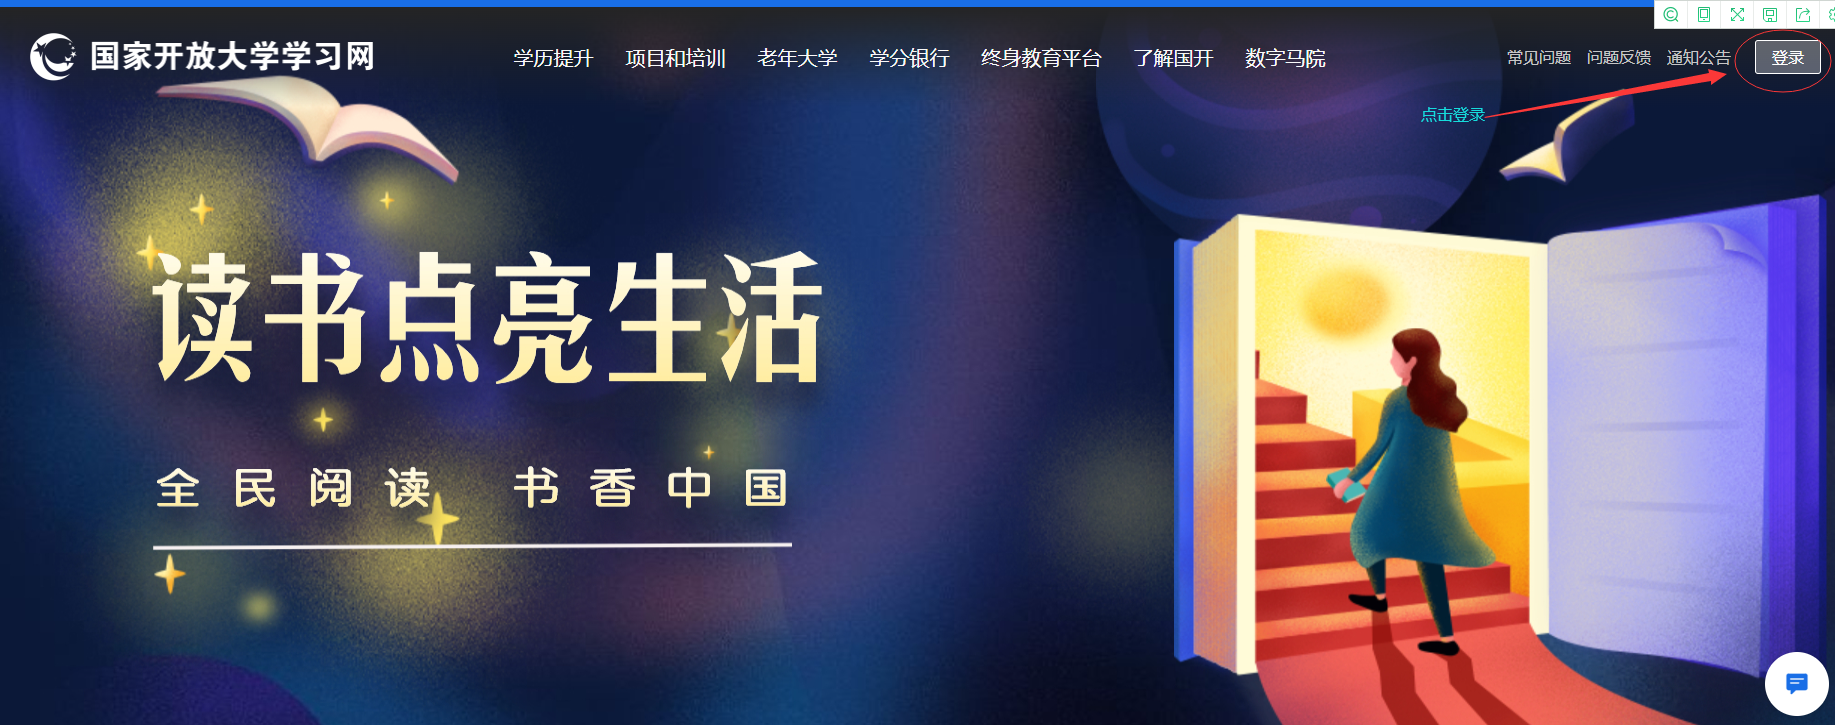 国家开放大学学习网
学历提升 项目和培训 老年大学 学分银行 终身教育平台 了解国开 数字马院
常见问题 问题反馈 通知公告 登录
点击登录
读书点亮生活
全民阅读 书香中国